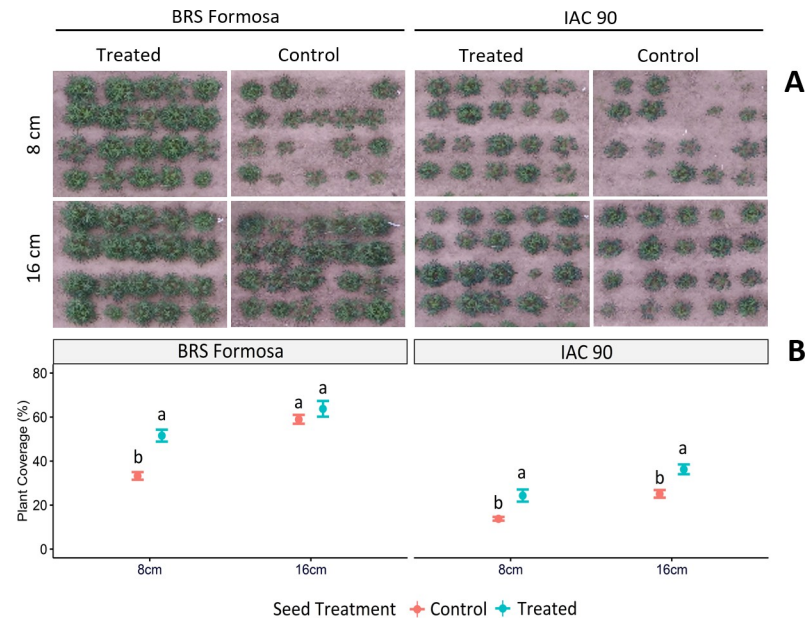 BRS Formosa IAC 90
Treated Control Treated Control
A
8 cm
16 cm
B
BRS Formosa IAC 90
Plant Coverage (%)
80
60
40
20
0
b a a a
b a b a
8cm 16cm 8cm 16cm
Seed Treatment Control Treated